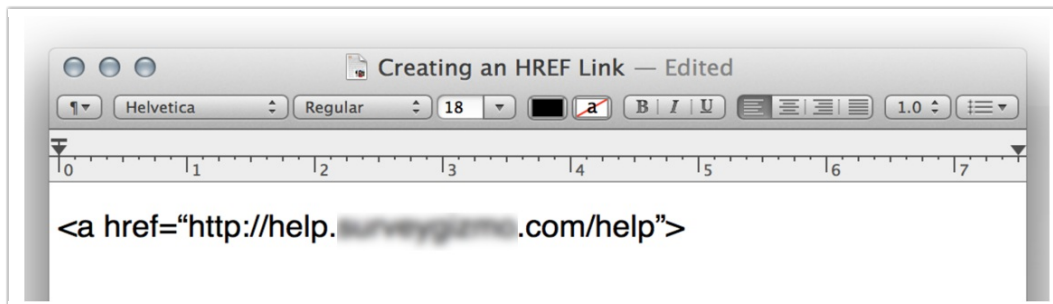 Creating an HREF Link — Edited
Helvetica Regular 18 a B I U 1.0
0 1 2 3 4 5 6 7
<a href=“http://help. .com/help”>